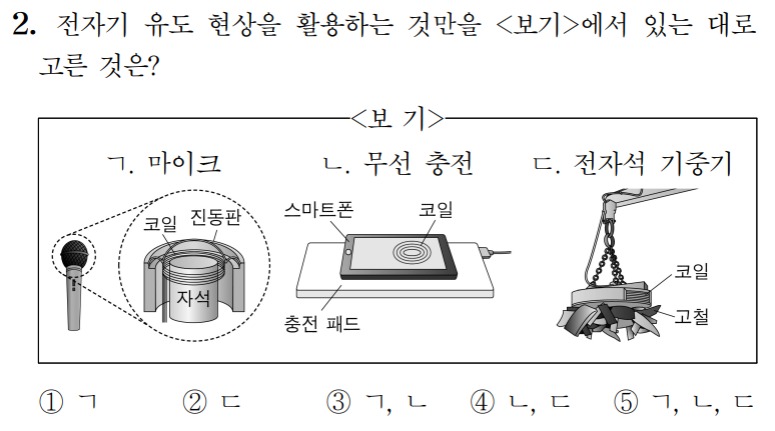 2. 전자기 유도 현상을 활용하는 것만을 <보기>에서 있는 대로
고른 것은?
<보 기>
ㄱ. 마이크 ㄴ. 무선 충전 ㄷ. 전자석 기중기
코일 진동판
자석
스마트폰 코일
충전 패드
코일
고철
① ㄱ ② ㄷ ③ ㄱ, ㄴ ④ ㄴ, ㄷ ⑤ ㄱ, ㄴ, ㄷ